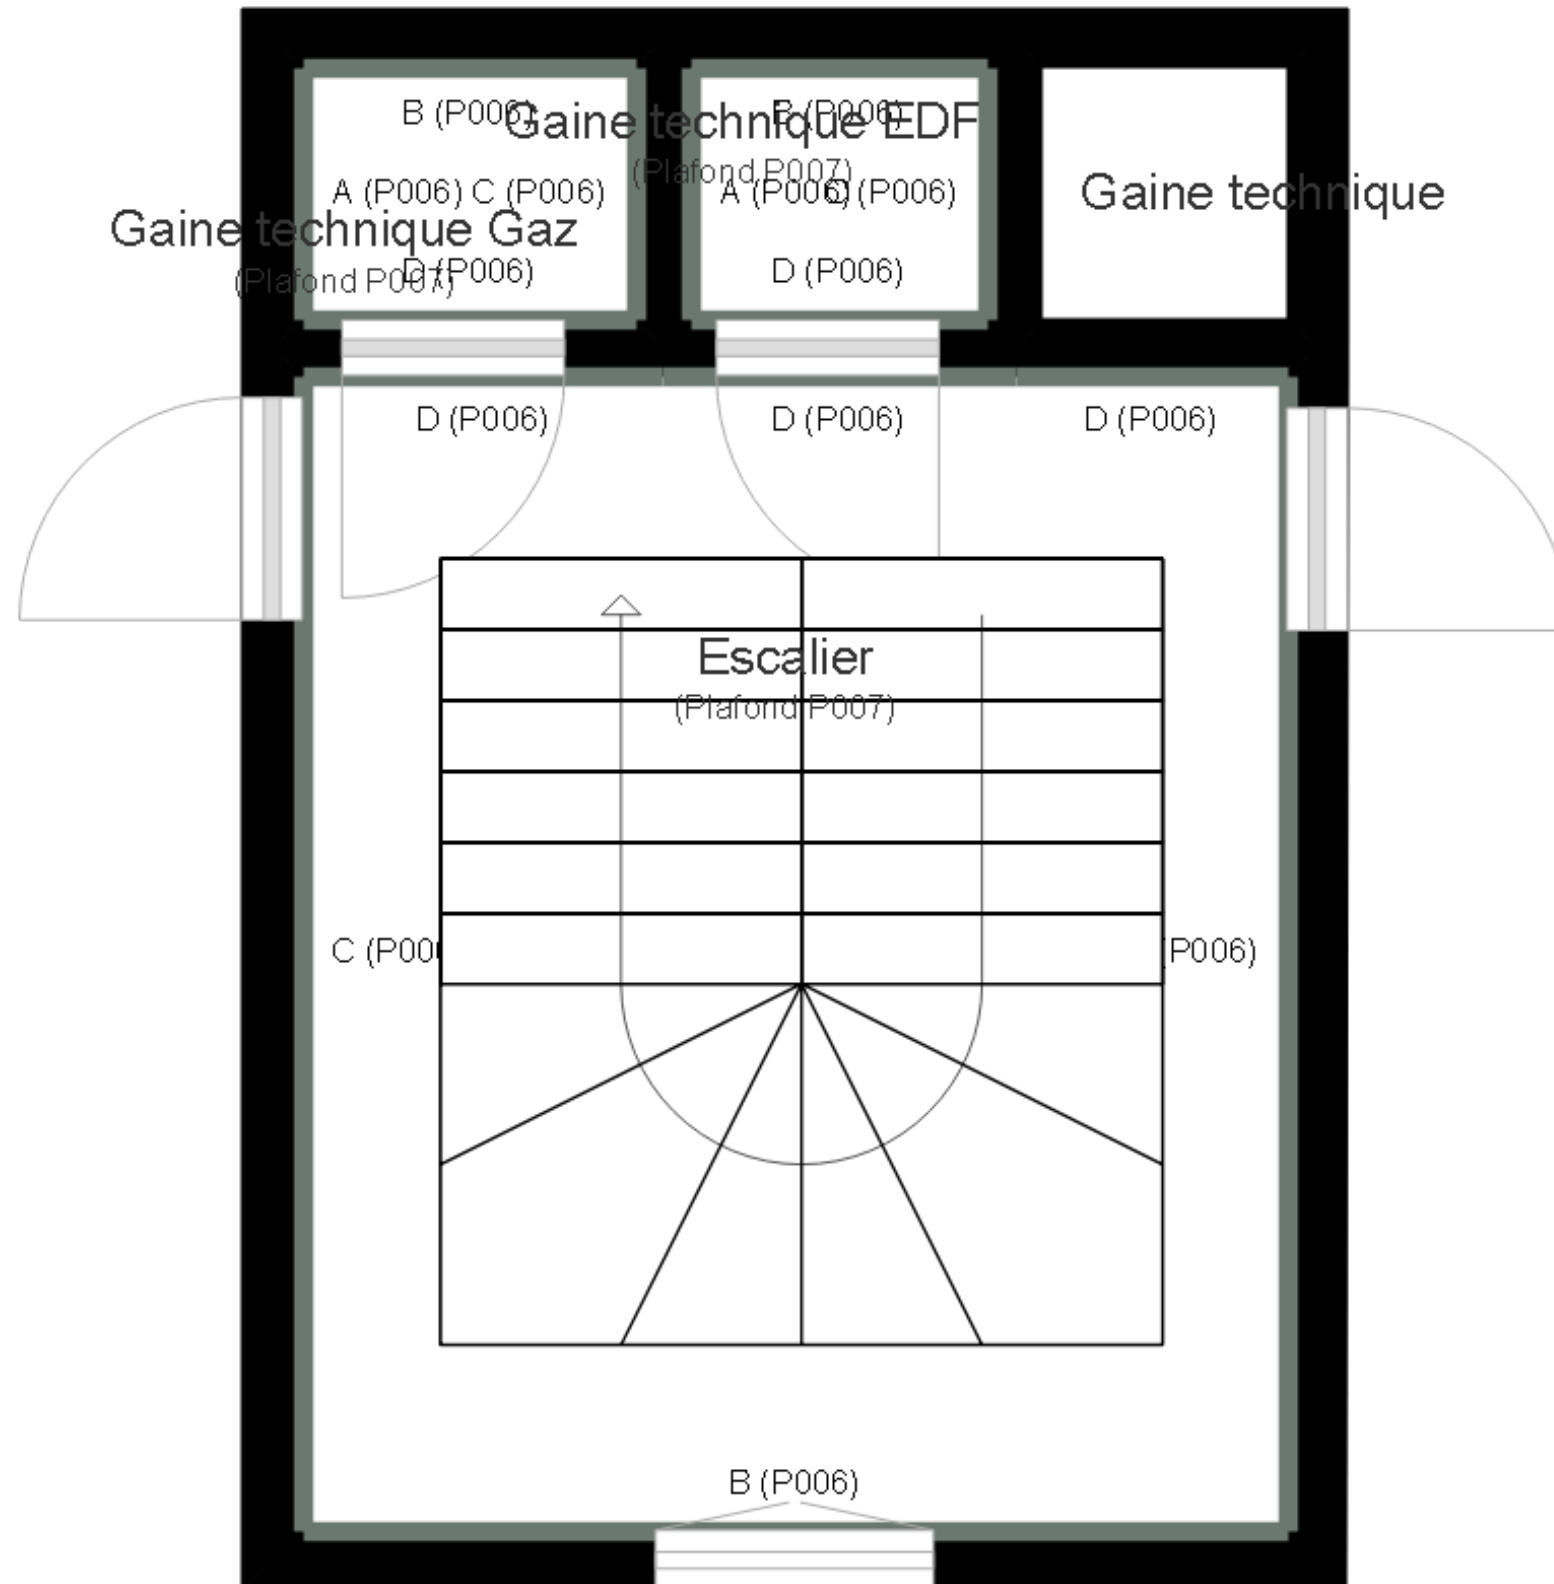 B (P006)
B (P006)
Gaine technique EDF
(Plafond P007)
A (P006) C (P006)
A (P006) C (P006)
Gaine technique
Gaine technique Gaz
D (P006)
D (P006)
(Plafond P007)
D (P006)
D (P006)
D (P006)
Escalier
(Plafond P007)
C (P00
P006)
B (P006)